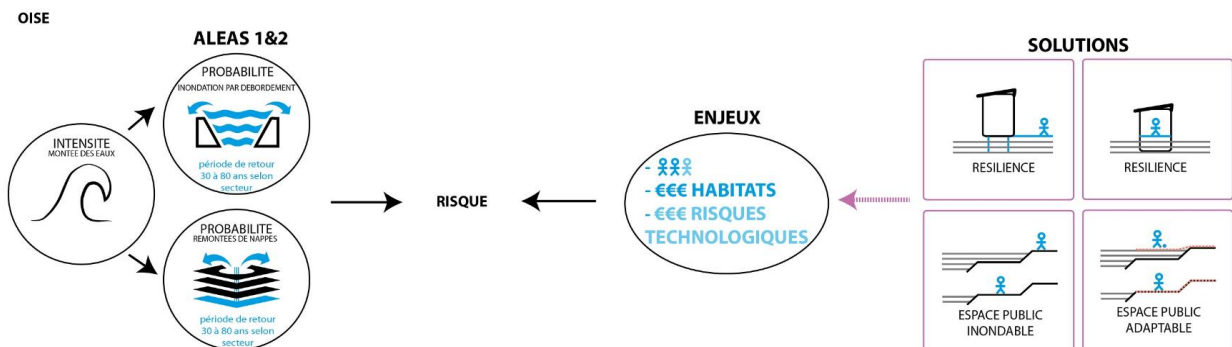 OISE
ALEAS 1&2
INTENSITE
MONTEE DES EAUX
PROBABILITE
INONDATION PAR DEBORDEMENT
période de retour
30 à 80 ans selon
secteur
PROBABILITE
REMONTEES DE NAPPES
période de retour
30 à 80 ans selon
secteur
RISQUE
ENJEUX
-
- €€€ HABITATS
- €€€ RISQUES
TECHNOLOGIQUES
SOLUTIONS
RESILIENCE
RESILIENCE
ESPACE PUBLIC
INONDABLE
ESPACE PUBLIC
ADAPTABLE